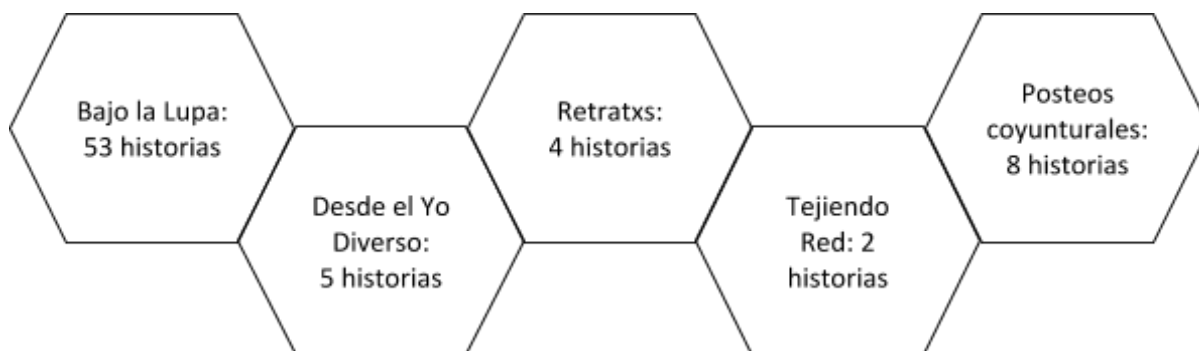 Bajo la Lupa:
53 historias
Desde el Yo
Diverso:
5 historias
Retratxs:
4 historias
Tejiendo
Red: 2
historias
Posteos
coyunturales:
8 historias